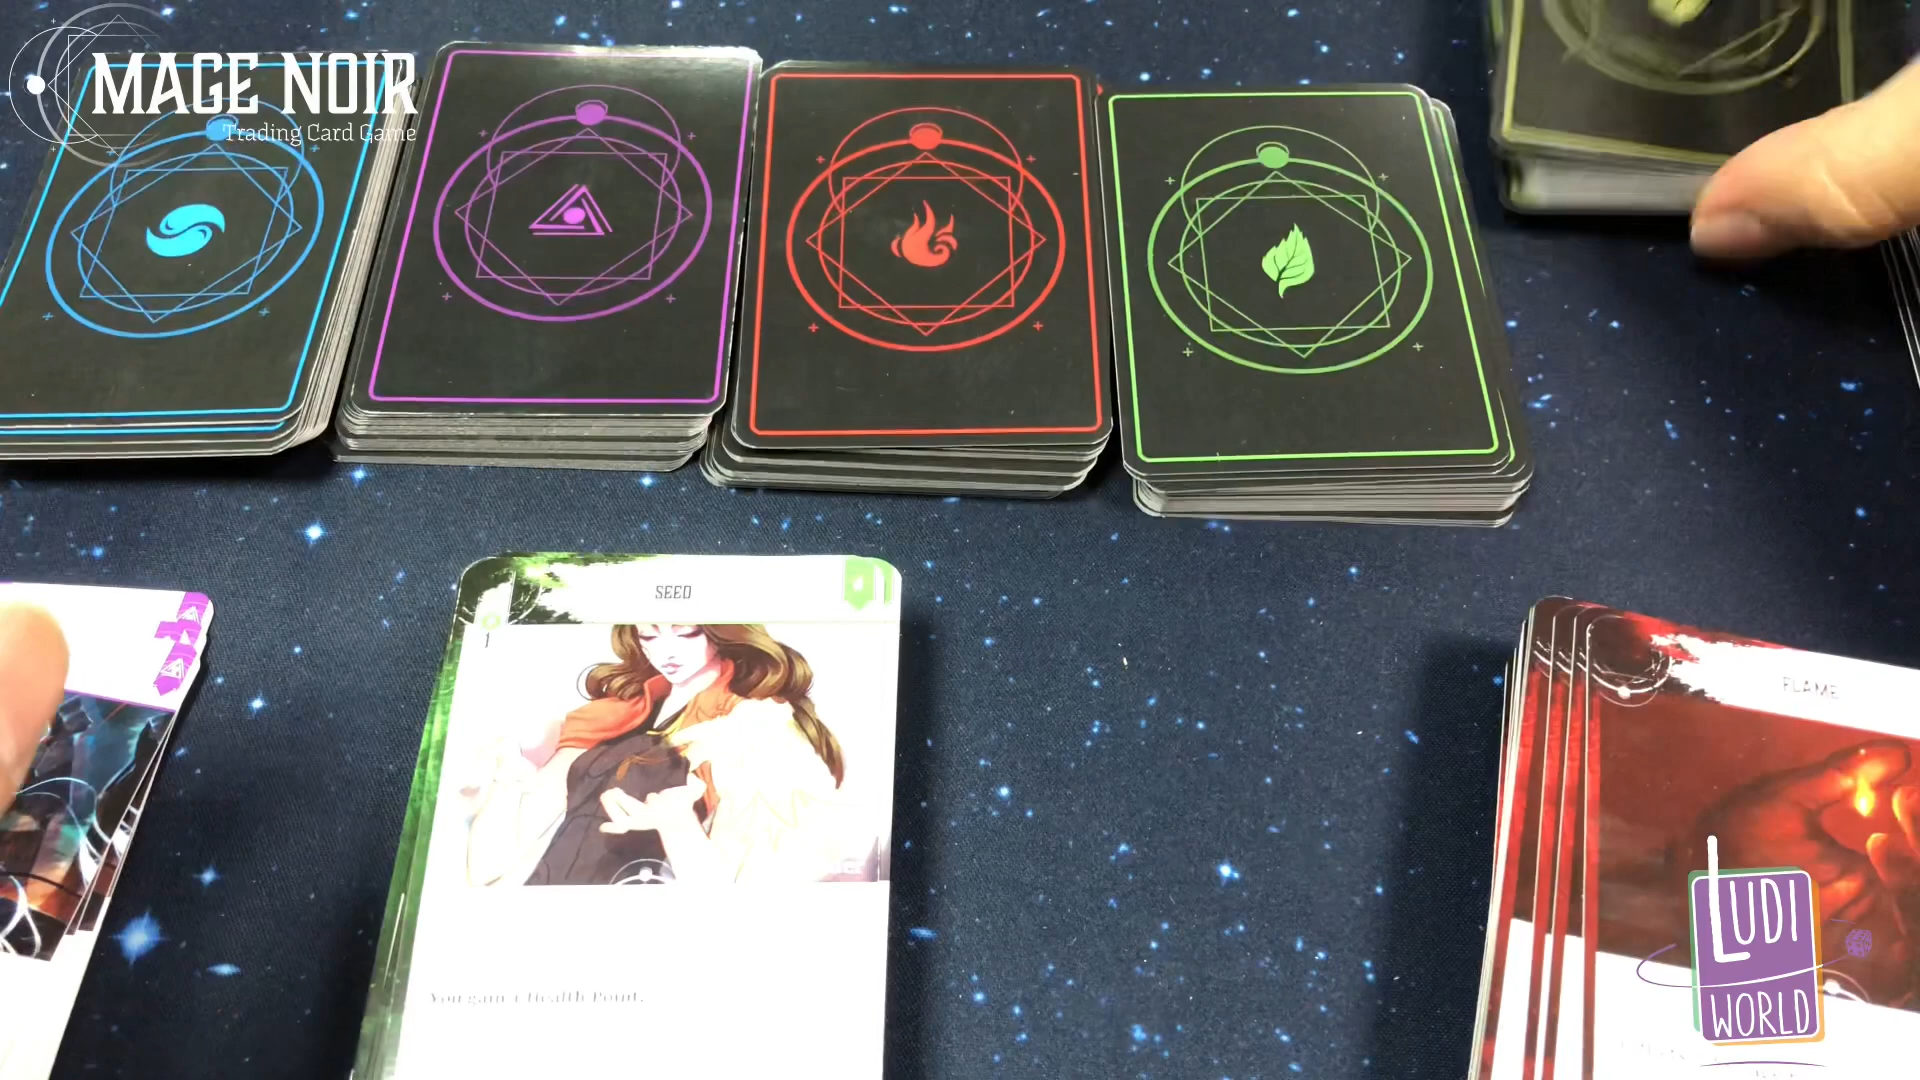 MAGE NOIR
Trading Card Game
SEED
1
FLAME
You gain 1 Health Point.
LUDI
WORLD